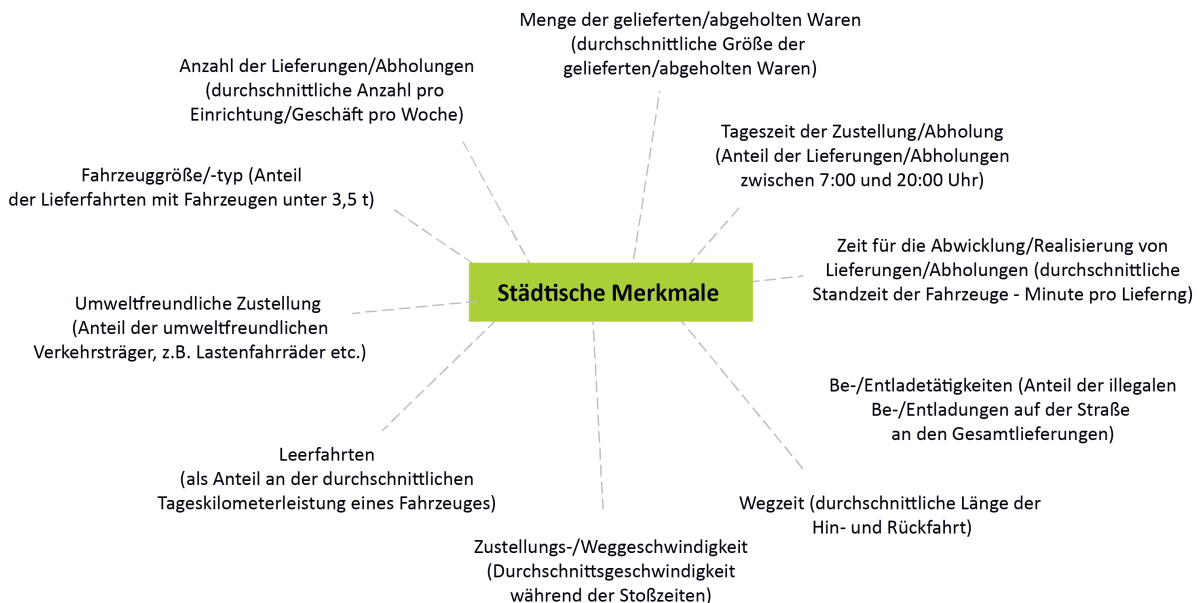 Menge der gelieferten/abgeholten Waren
(durchschnittliche Größe der
gelieferten/abgeholten Waren)
Anzahl der Lieferungen/Abholungen
(durchschnittliche Anzahl pro
Einrichtung/Geschäft pro Woche)
Tageszeit der Zustellung/Abholung
(Anteil der Lieferungen/Abholungen
zwischen 7:00 und 20:00 Uhr)
Fahrzeuggröße/-typ (Anteil
der Lieferfahrten mit Fahrzeugen unter 3,5 t)
Zeit für die Abwicklung/Realisierung von
Lieferungen/Abholungen (durchschnittliche
Standzeit der Fahrzeuge - Minute pro Lieferng)
Städtische Merkmale
Umweltfreundliche Zustellung
(Anteil der umweltfreundlichen
Verkehrsträger, z.B. Lastenfahrräder etc.)
Be-/Entladetätigkeiten (Anteil der illegalen
Be-/Entladungen auf der Straße
an den Gesamtlieferungen)
Leerfahrten
(als Anteil an der durchschnittlichen
Tageskilometerleistung eines Fahrzeuges)
Wegzeit (durchschnittliche Länge der
Hin- und Rückfahrt)
Zustellungs-/Weggeschwindigkeit
(Durchschnittsgeschwindigkeit
während der Stoßzeiten)